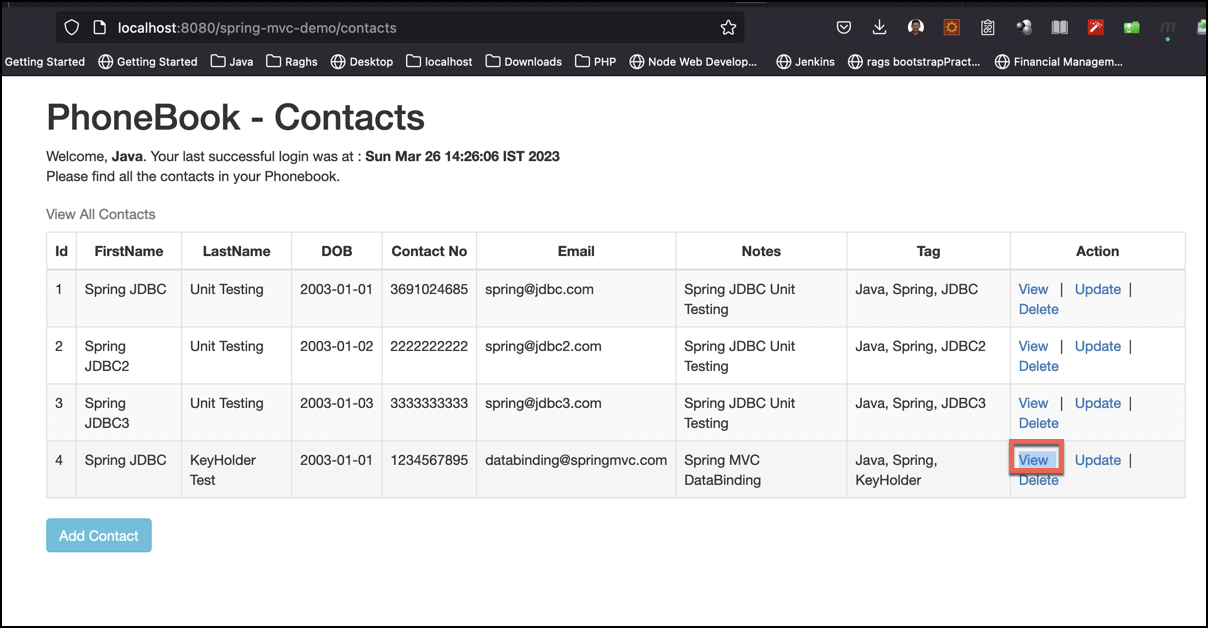 localhost:8080/spring-mvc-demo/contacts
Getting Started Getting Started Java Raghs Desktop localhost Downloads PHP Node Web Develop... Jenkins rags bootstrapPract... Financial Managem...
PhoneBook - Contacts
Welcome, Java. Your last successful login was at : Sun Mar 26 14:26:06 IST 2023
Please find all the contacts in your Phonebook.
View All Contacts
Id FirstName LastName DOB Contact No Email Notes Tag Action
1 Spring JDBC Unit Testing 2003-01-01 3691024685 spring@jdbc.com Spring JDBC Unit Java, Spring, JDBC View | Update |
Testing Delete
2 Spring Unit Testing 2003-01-02 2222222222 spring@jdbc2.com Spring JDBC Unit Java, Spring, JDBC2 View | Update |
JDBC2 Testing Delete
3 Spring Unit Testing 2003-01-03 3333333333 spring@jdbc3.com Spring JDBC Unit Java, Spring, JDBC3 View | Update |
JDBC3 Testing Delete
4 Spring JDBC KeyHolder 2003-01-01 1234567895 databinding@springmvc.com Spring MVC Java, Spring, View Update |
Test DataBinding KeyHolder Delete
Add Contact